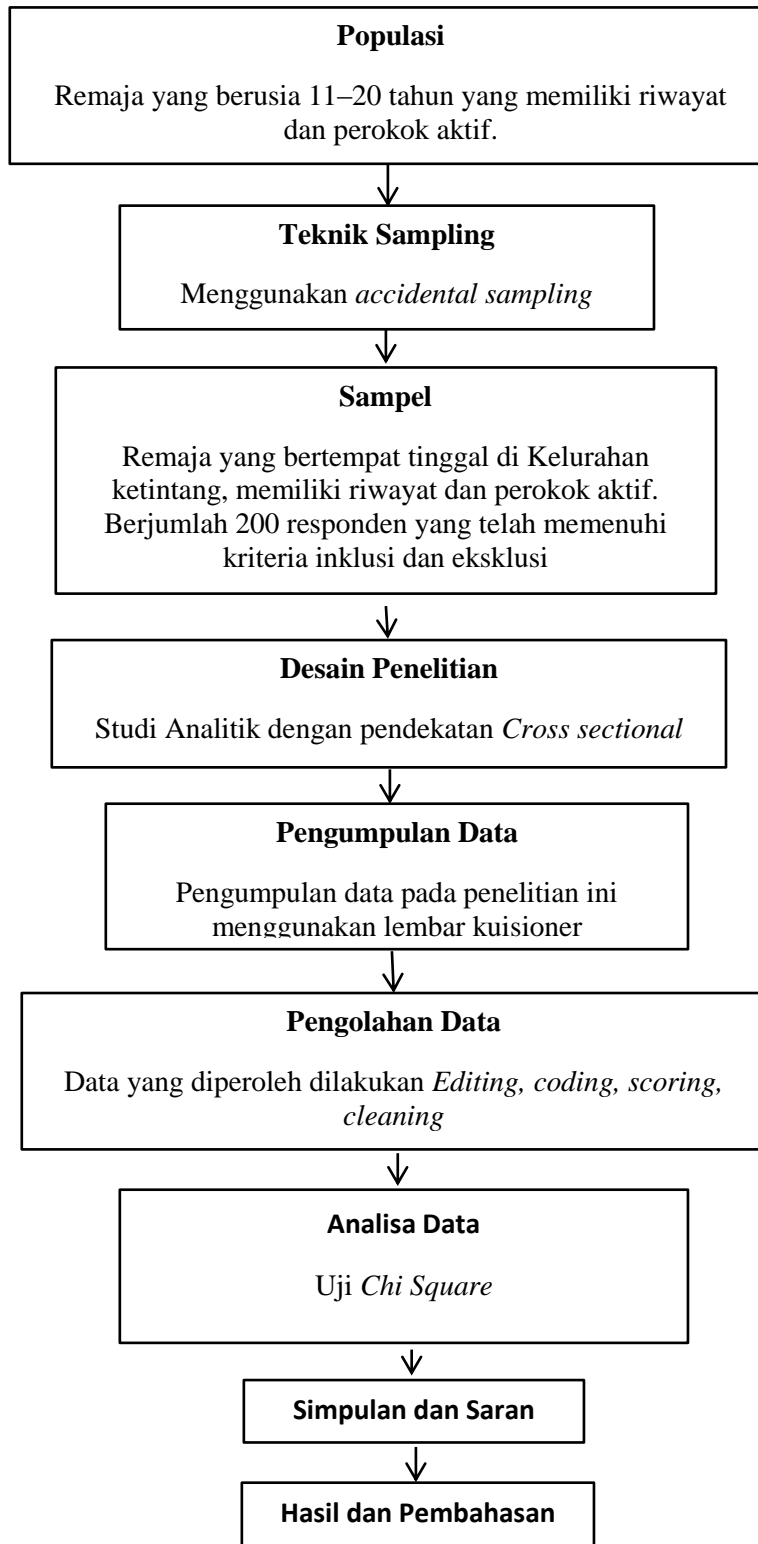 Populasi
Remaja yang berusia 11–20 tahun yang memiliki riwayat
dan perokok aktif.
Teknik Sampling
Menggunakan accidental sampling
Sampel
Remaja yang bertempat tinggal di Kelurahan
ketintang, memiliki riwayat dan perokok aktif.
Berjumlah 200 responden yang telah memenuhi
kriteria inklusi dan eksklusi
Desain Penelitian
Studi Analitik dengan pendekatan Cross sectional
Pengumpulan Data
Pengumpulan data pada penelitian ini
menggunakan lembar kuisioner
Pengolahan Data
Data yang diperoleh dilakukan Editing, coding, scoring,
cleaning
Analisa Data
Uji Chi Square
Simpulan dan Saran
Hasil dan Pembahasan